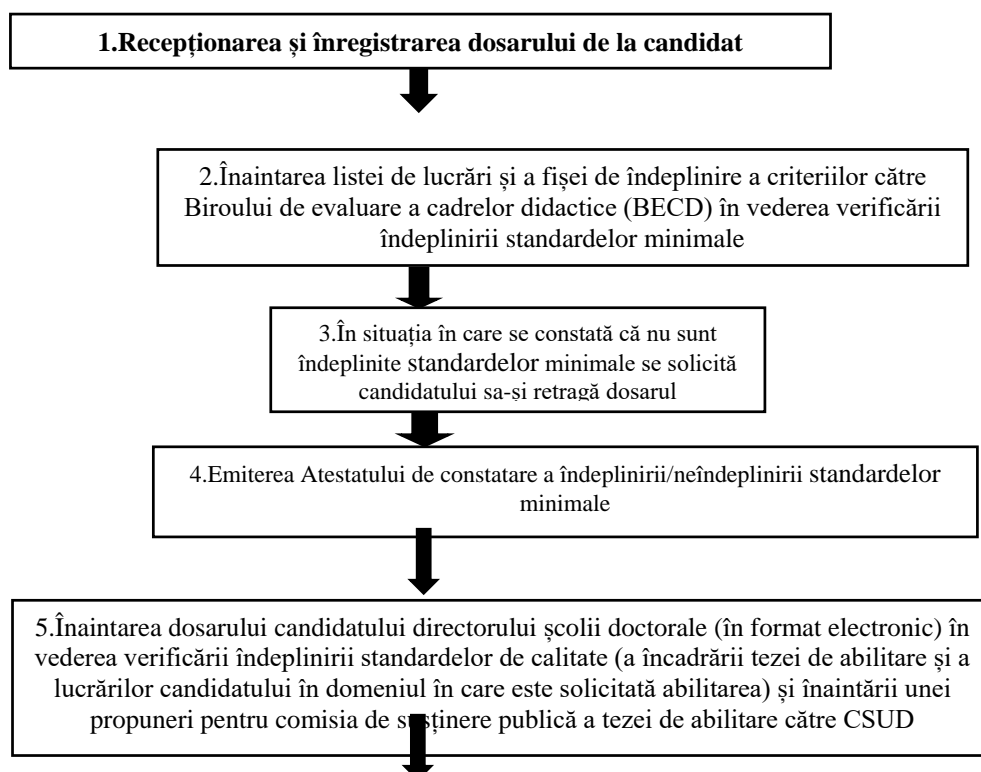 1.Recepționarea și înregistrarea dosarului de la candidat
2.Înaintarea listei de lucrări și a fișei de îndeplinire a criteriilor către
Biroului de evaluare a cadrelor didactice (BECD) în vederea verificării
îndeplinirii standardelor minimale
3.În situația în care se constată că nu sunt
îndeplinite standardelor minimale se solicită
candidatului sa-și retragă dosarul
4.Emiterea Atestatului de constatare a îndeplinirii/neîndeplinirii standardelor
minimale
5.Înaintarea dosarului candidatului directorului școlii doctorale (în format electronic) în
vederea verificării îndeplinirii standardelor de calitate (a încadrării tezei de abilitare și a
lucrărilor candidatului în domeniul în care este solicitată abilitarea) și înaintării unei
propuneri pentru comisia de susținere publică a tezei de abilitare către CSUD